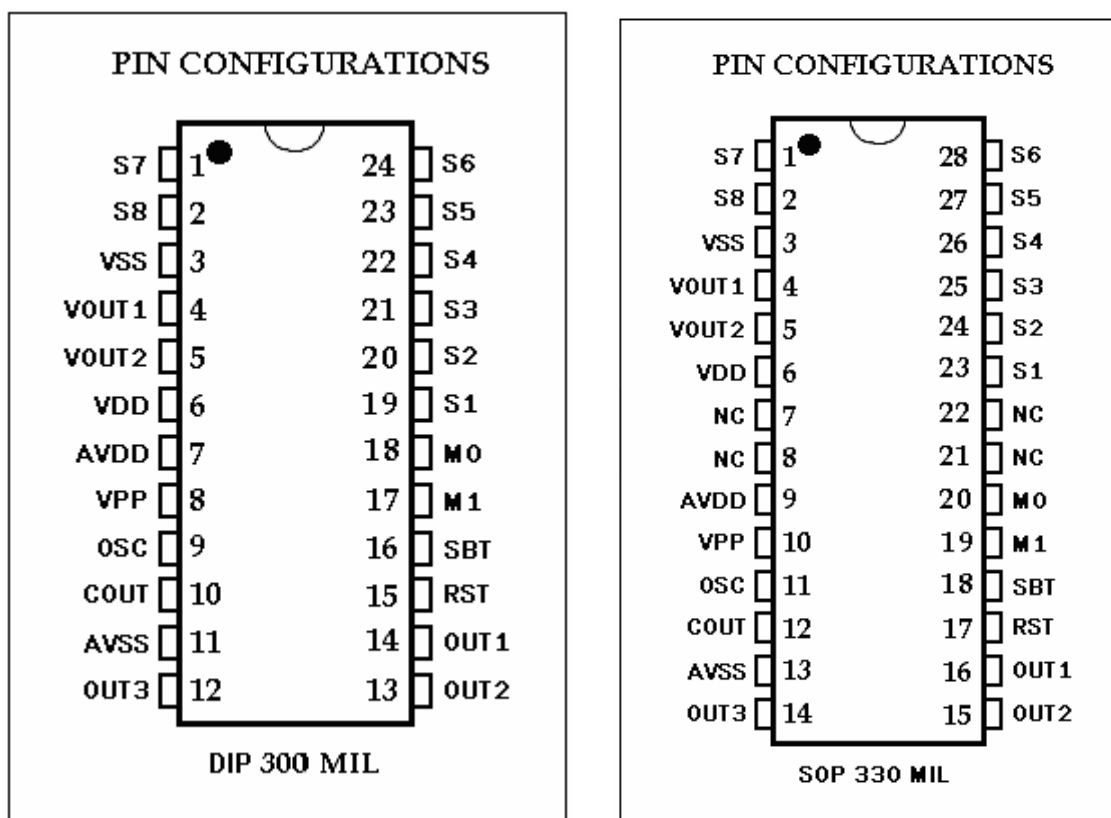 PIN CONFIGURATIONS
S7 1 24 S6
S8 2 23 S5
VSS 3 22 S4
VOUT1 4 21 S3
VOUT2 5 20 S2
VDD 6 19 S1
AVDD 7 18 M0
VPP 8 17 M1
OSC 9 16 SBT
COUT 10 15 RST
AVSS 11 14 OUT1
OUT3 12 13 OUT2
DIP 300 MIL
PIN CONFIGURATIONS
S7 1 28 S6
S8 2 27 S5
VSS 3 26 S4
VOUT1 4 25 S3
VOUT2 5 24 S2
VDD 6 23 S1
NC 7 22 NC
NC 8 21 NC
AVDD 9 20 M0
VPP 10 19 M1
OSC 11 18 SBT
COUT 12 17 RST
AVSS 13 16 OUT1
OUT3 14 15 OUT2
SOP 330 MIL